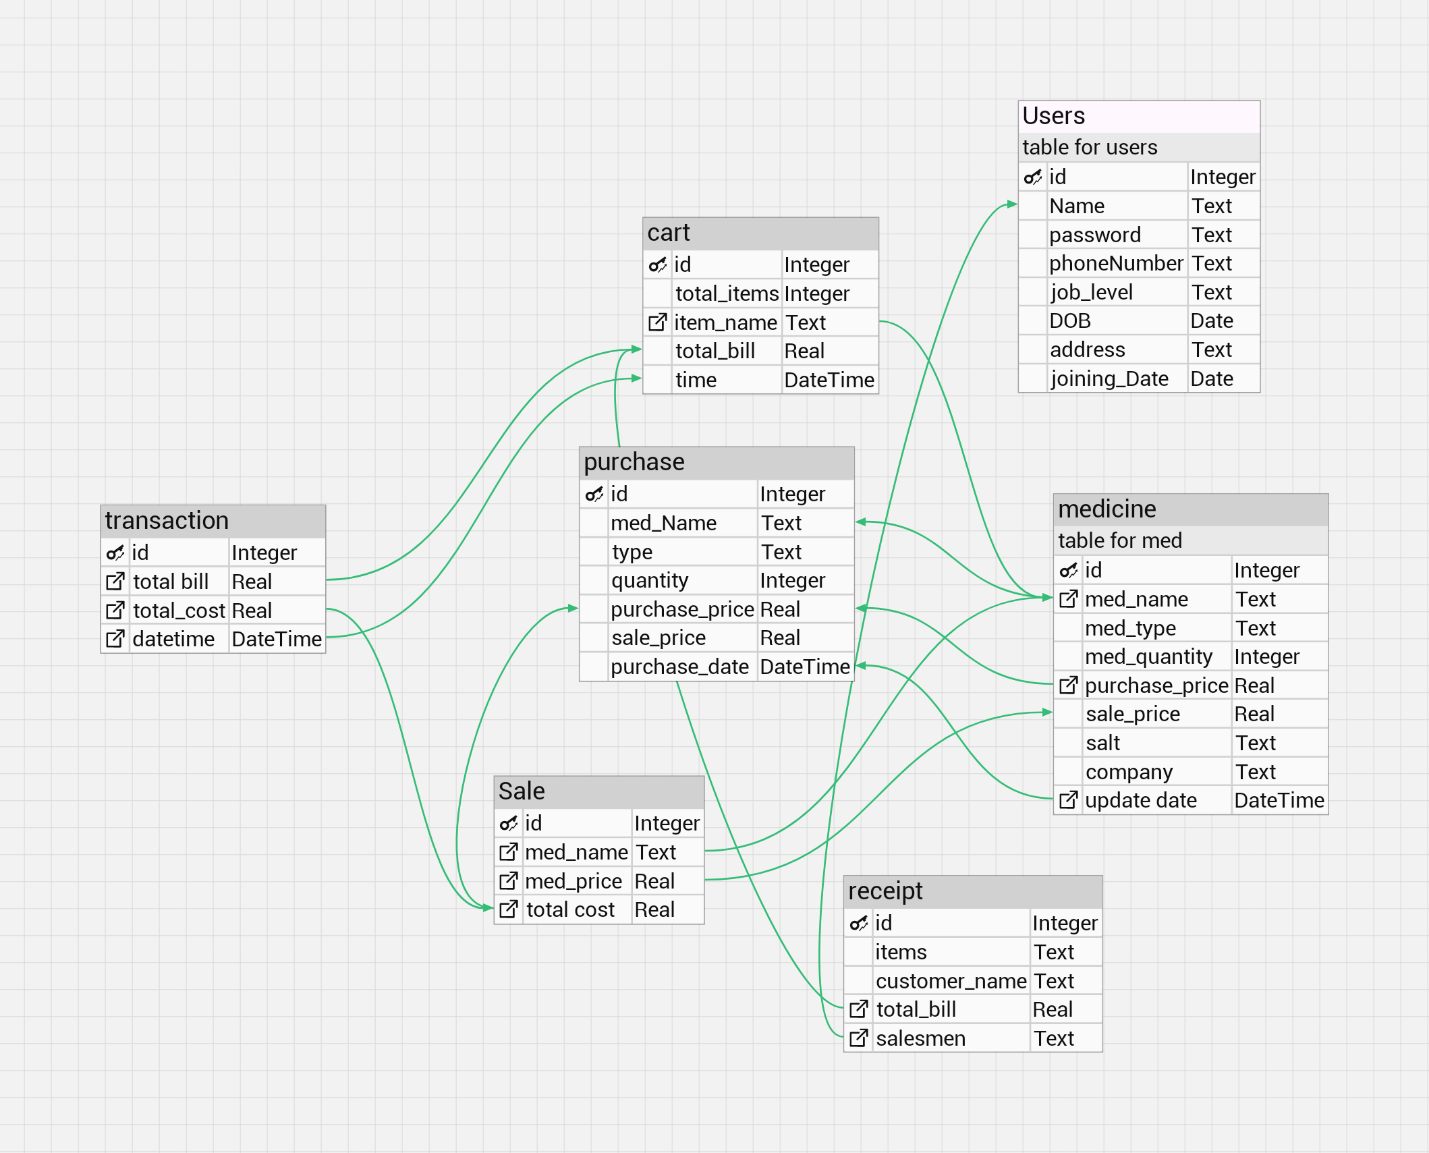 Users
table for users
id Integer
Name Text
password Text
phoneNumber Text
job_level Text
DOB Date
address Text
joining_Date Date
cart
id Integer
total_items Integer
item_name Text
total_bill Real
time DateTime
purchase
id Integer
med_Name Text
type Text
quantity Integer
purchase_price Real
sale_price Real
purchase_date DateTime
transaction
id Integer
total bill Real
total_cost Real
datetime DateTime
medicine
table for med
id Integer
med_name Text
med_type Text
med_quantity Integer
purchase_price Real
sale_price Real
salt Text
company Text
update date DateTime
Sale
id Integer
med_name Text
med_price Real
total cost Real
receipt
id Integer
items Text
customer_name Text
total_bill Real
salesmen Text